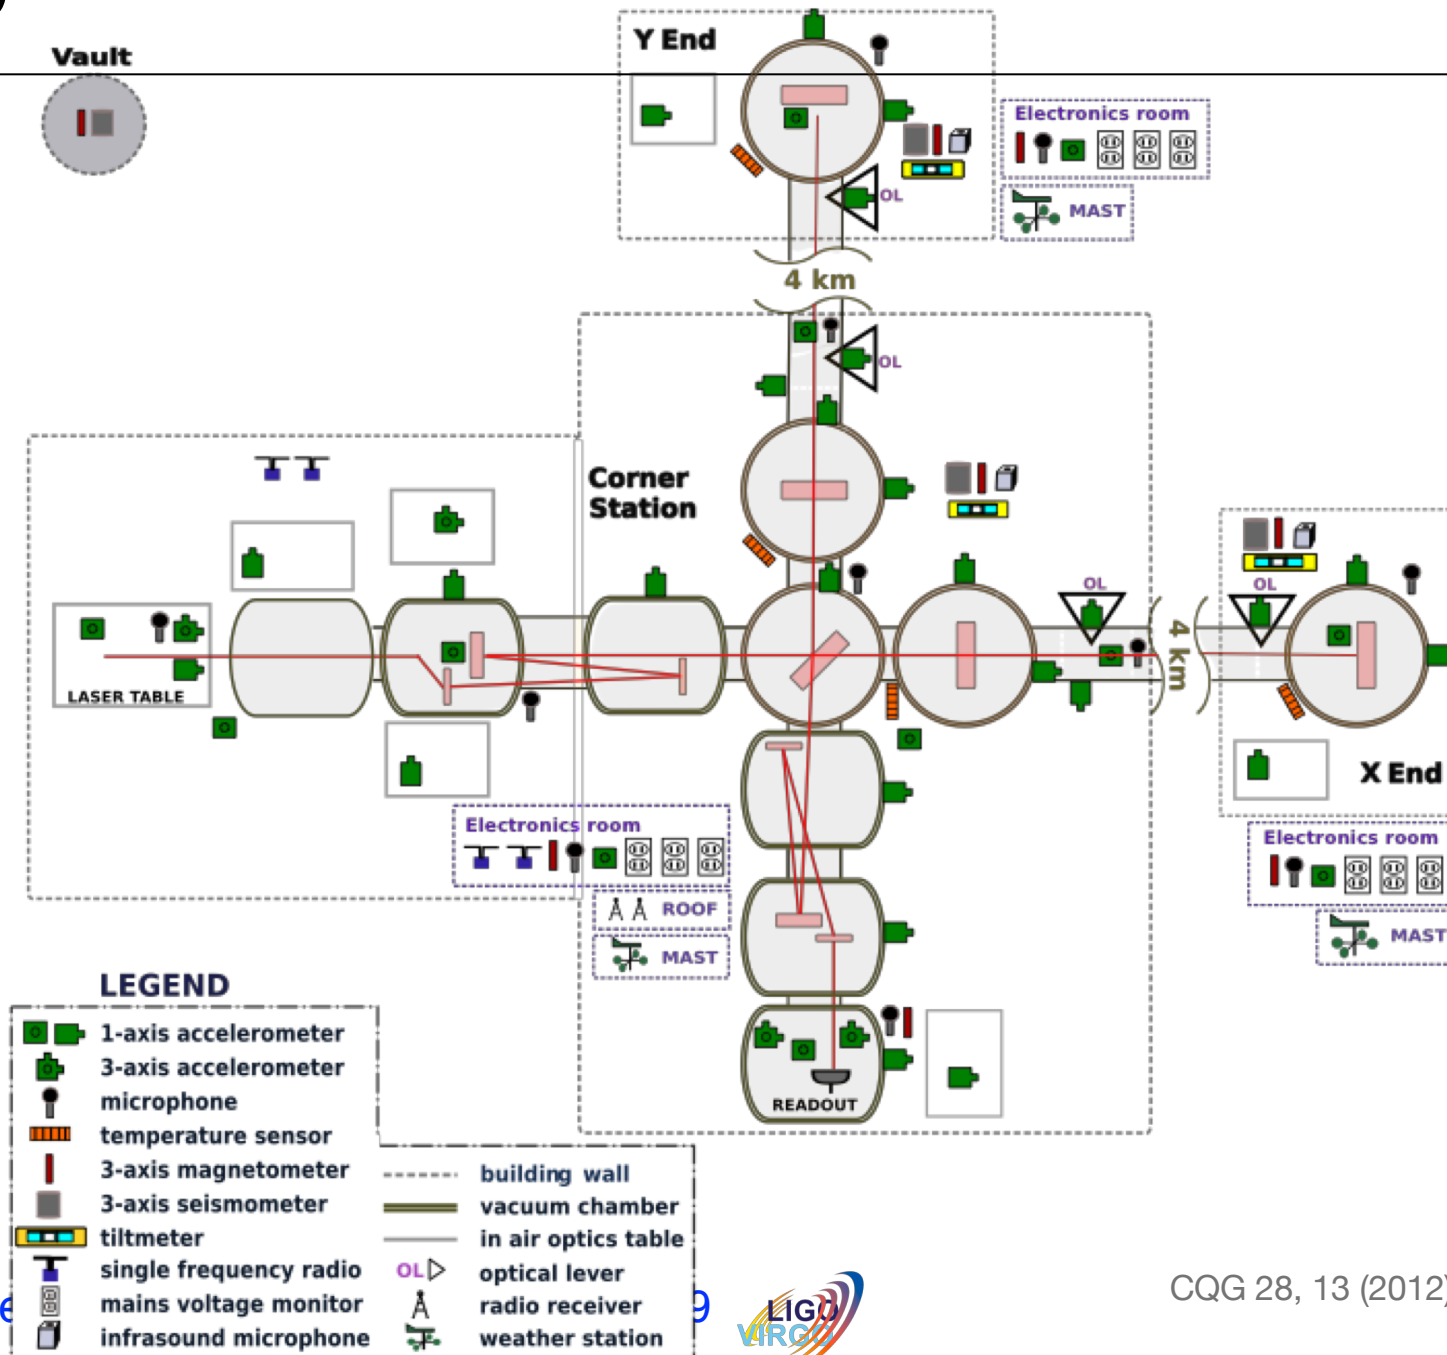 Vault
Y End
Electronics room
OL
MAST
4 km
OL
Corner
Station
OL
4 km
OL
LASER TABLE
X End
Electronics room
ROOF
MAST
Electronics room
MAST
READOUT
LEGEND
1-axis accelerometer
3-axis accelerometer
microphone
temperature sensor
3-axis magnetometer
3-axis seismometer
tiltmeter
single frequency radio
mains voltage monitor
infrasound microphone
building wall
vacuum chamber
in air optics table
OL optical lever
radio receiver
weather station
e
9
LIGO
VIRGO
CQG 28, 13 (2012)